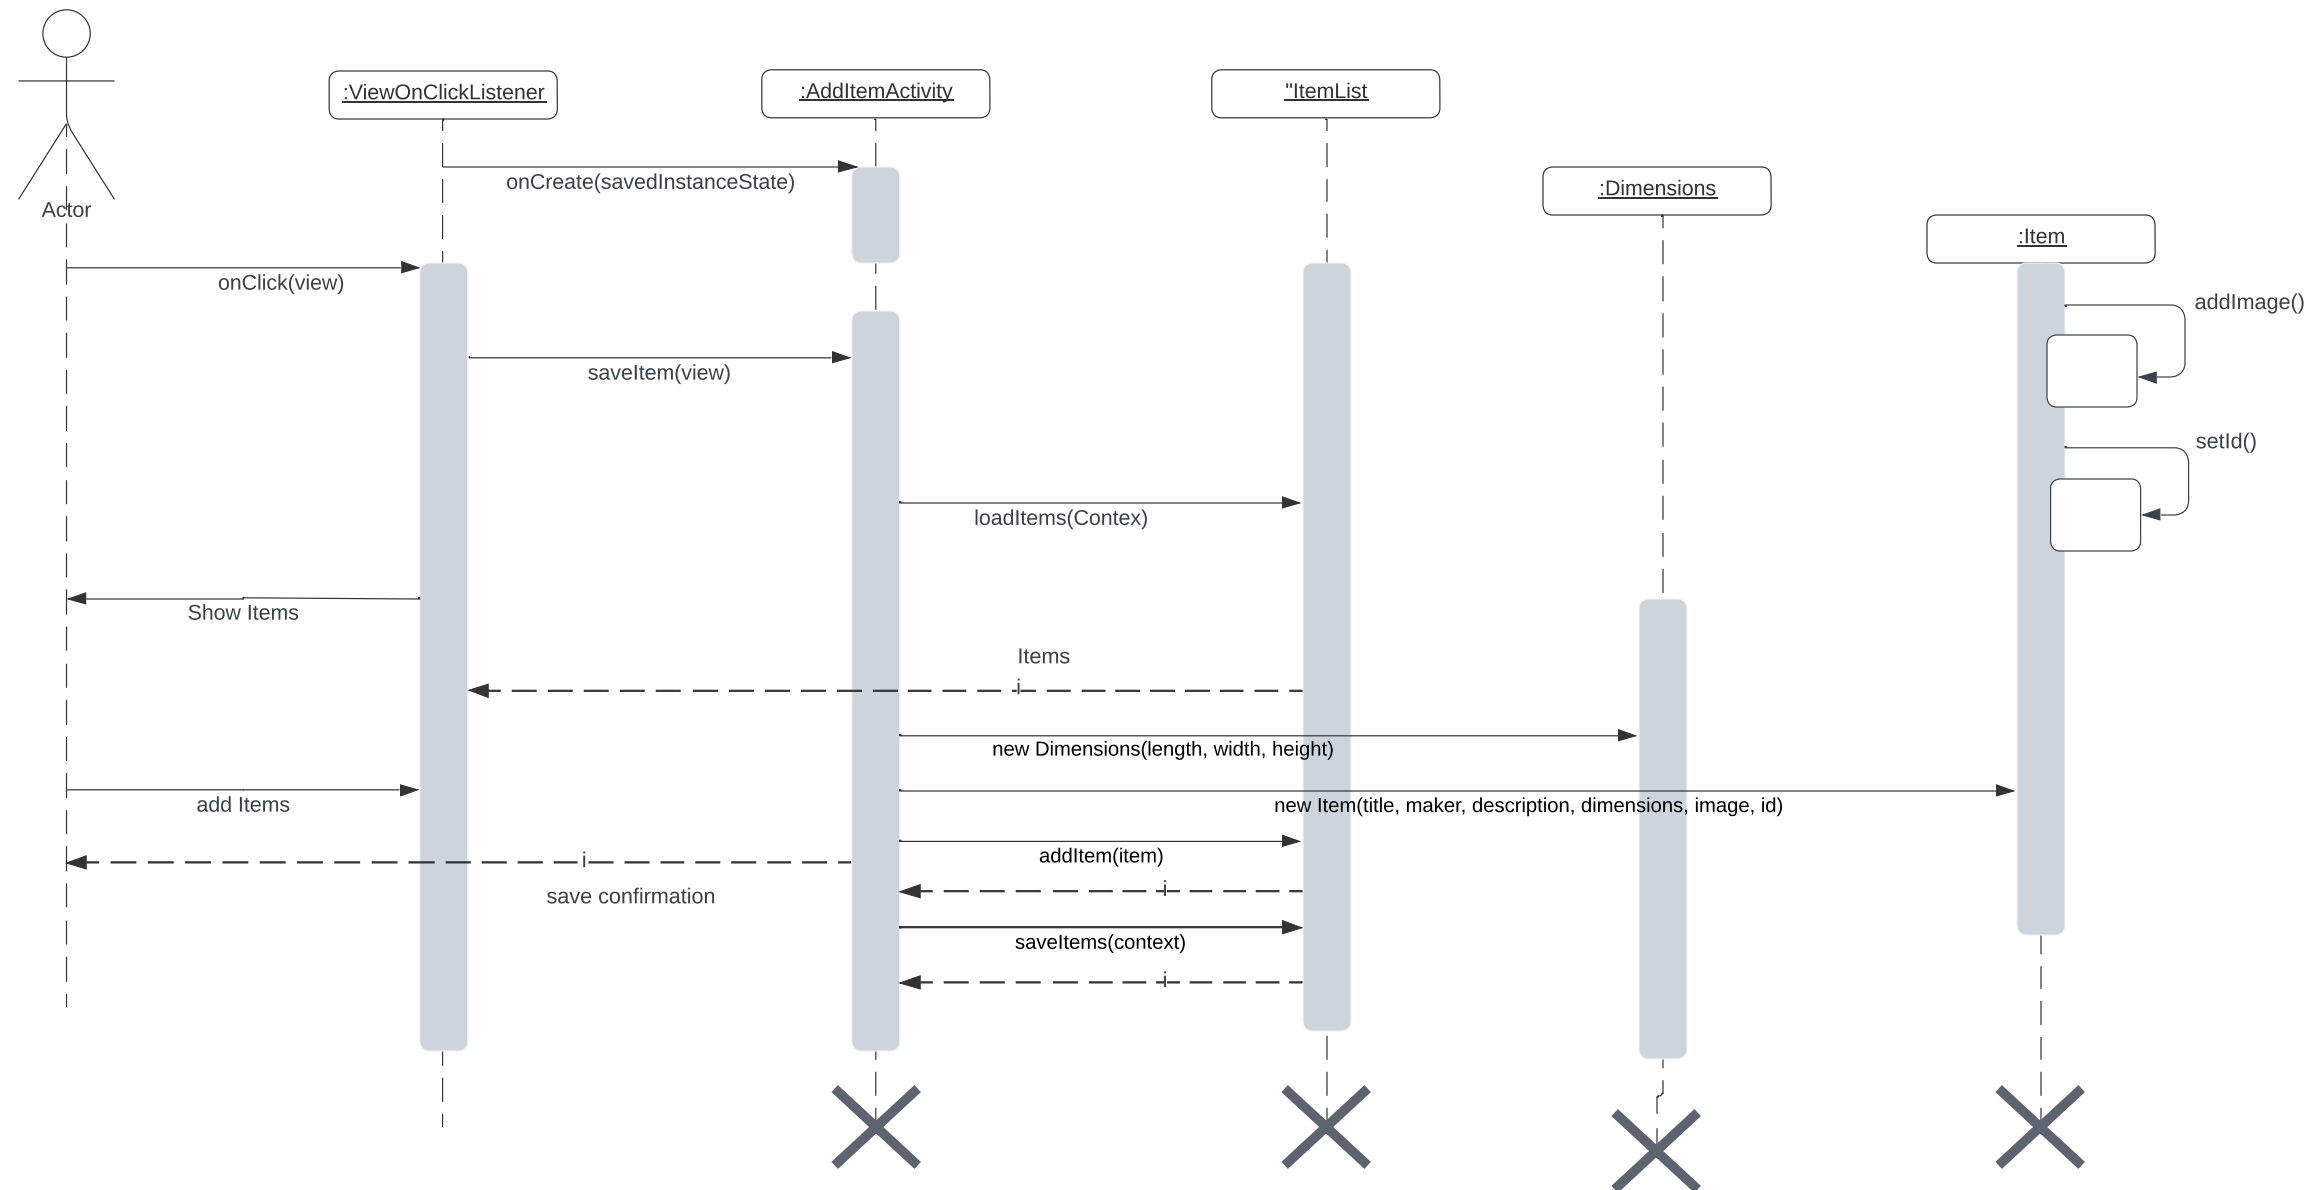 :ViewOnClickListener
:AddItemActivity
"ItemList
onCreate(savedInstanceState)
:Dimensions
Actor
:Item
onClick(view)
addImage()
saveItem(view)
setId()
loadItems(Contex)
Show Items
Items
i
new Dimensions(length, width, height)
add Items
new Item(title, maker, description, dimensions, image, id)
addItem(item)
i
i
save confirmation
saveItems(context)
i